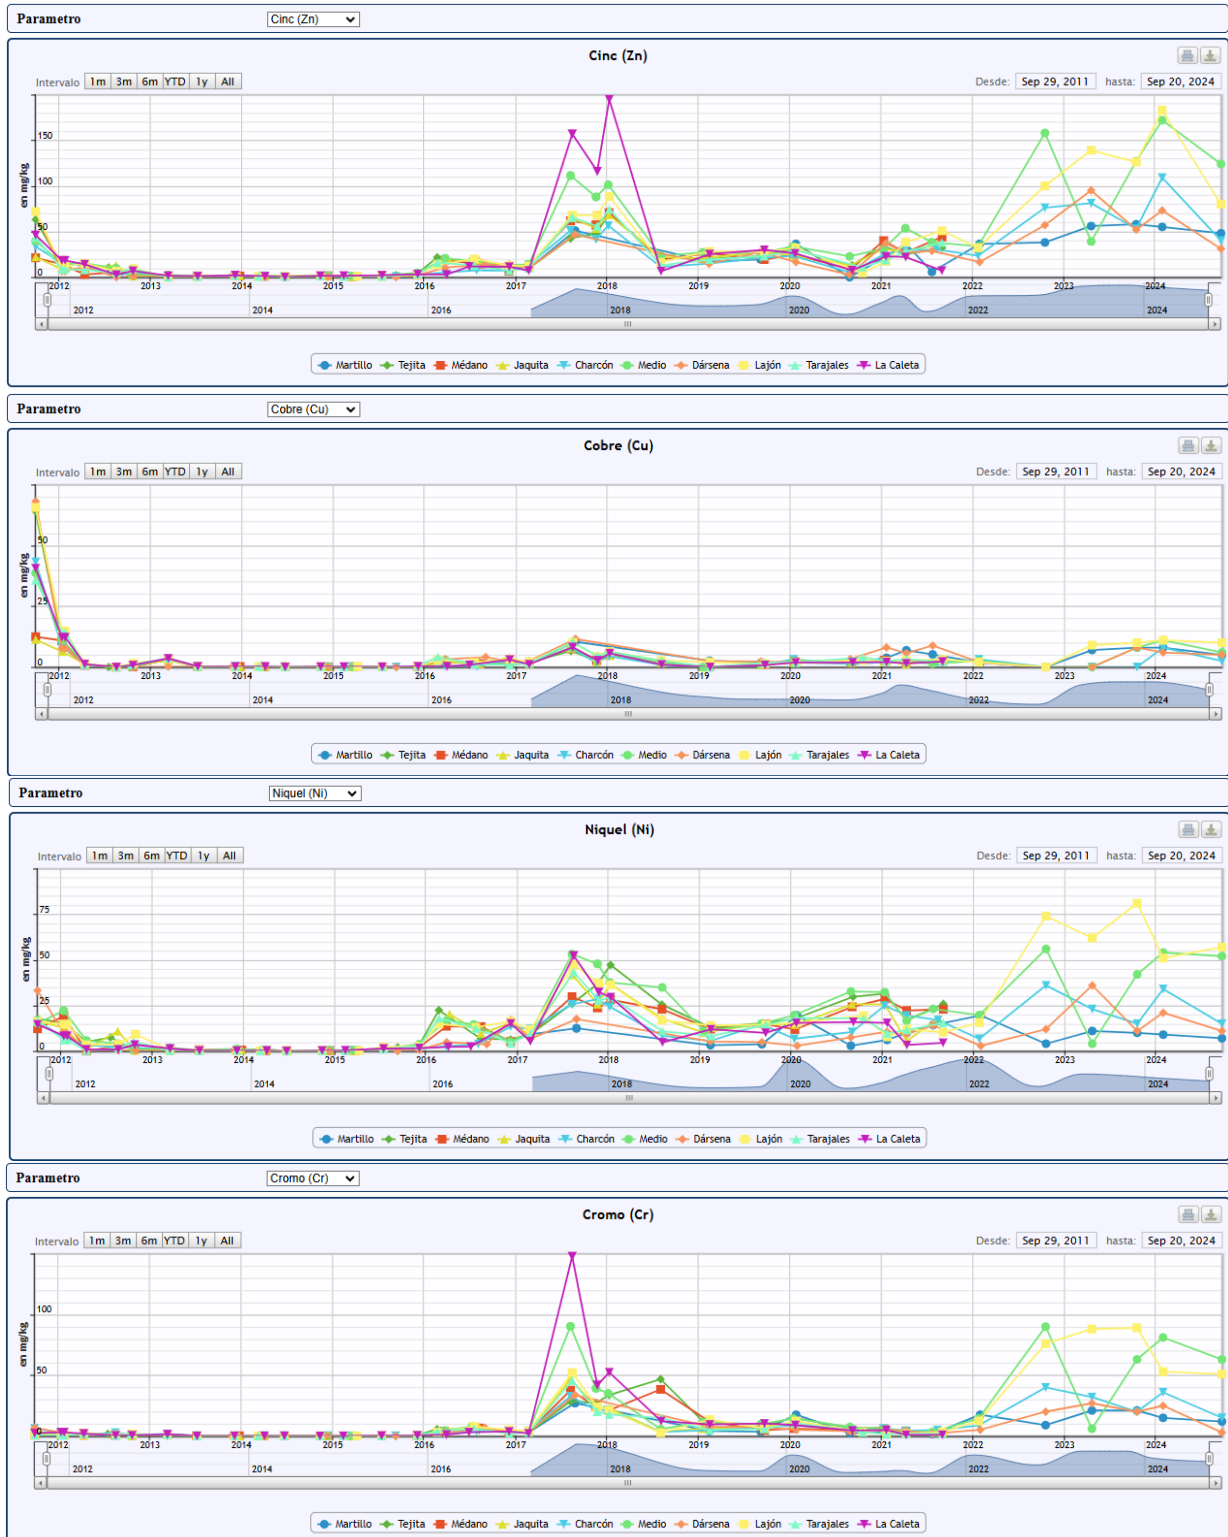 Parametro Cinc (Zn)
Cinc (Zn)
Intervalo 1m 3m 6m YTD 1y All Desde: Sep 29, 2011 hasta: Sep 20, 2024
en mg/kg
150
100
50
0
2012 2013 2014 2015 2016 2017 2018 2019 2020 2021 2022 2023 2024
2012 2014 2016 2018 2020 2022 2024
Martillo Tejita Médano Jaquita Charcón Medio Dársena Lajón Tarajales La Caleta
Parametro Cobre (Cu)
Cobre (Cu)
Intervalo 1m 3m 6m YTD 1y All Desde: Sep 29, 2011 hasta: Sep 20, 2024
en mg/kg
50
25
0
2012 2013 2014 2015 2016 2017 2018 2019 2020 2021 2022 2023 2024
2012 2014 2016 2018 2020 2022 2024
Martillo Tejita Médano Jaquita Charcón Medio Dársena Lajón Tarajales La Caleta
Parametro Niquel (Ni)
Niquel (Ni)
Intervalo 1m 3m 6m YTD 1y All Desde: Sep 29, 2011 hasta: Sep 20, 2024
en mg/kg
75
50
25
0
2012 2013 2014 2015 2016 2017 2018 2019 2020 2021 2022 2023 2024
2012 2014 2016 2018 2020 2022 2024
Martillo Tejita Médano Jaquita Charcón Medio Dársena Lajón Tarajales La Caleta
Parametro Cromo (Cr)
Cromo (Cr)
Intervalo 1m 3m 6m YTD 1y All Desde: Sep 29, 2011 hasta: Sep 20, 2024
en mg/kg
100
50
0
2012 2013 2014 2015 2016 2017 2018 2019 2020 2021 2022 2023 2024
2012 2014 2016 2018 2020 2022 2024
Martillo Tejita Médano Jaquita Charcón Medio Dársena Lajón Tarajales La Caleta